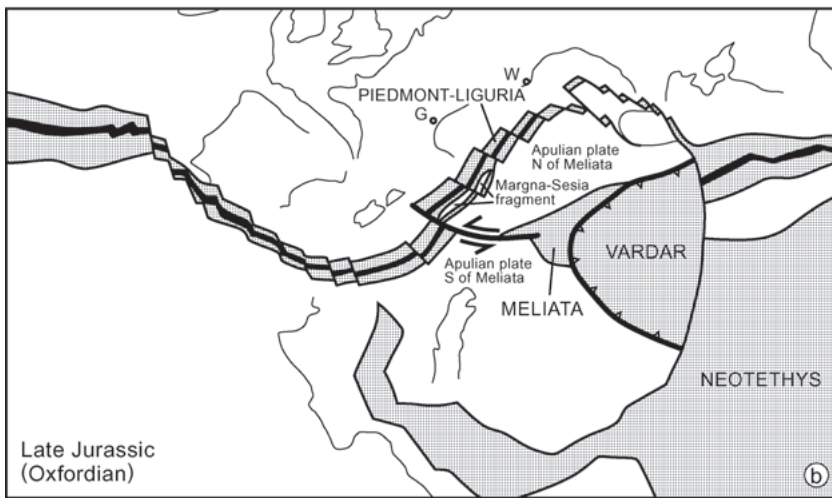 W
PIEDMONT-LIGURIA
G
Apulian plate
N of Meliata
Margna-Sesia
fragment
VARDAR
Apulian plate
S of Meliata
MELIATA
NEOTETHYS
Late Jurassic
(Oxfordian)
b